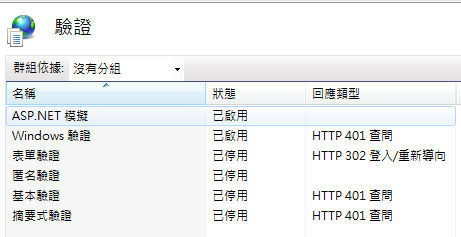 驗證
群組依據: 沒有分組
名稱 狀態 回應類型
ASP.NET 模擬 已啟用
Windows 驗證 已啟用 HTTP 401 查問
表單驗證 已停用 HTTP 302 登入/重新導向
匿名驗證 已停用
基本驗證 已停用 HTTP 401 查問
摘要式驗證 已停用 HTTP 401 查問